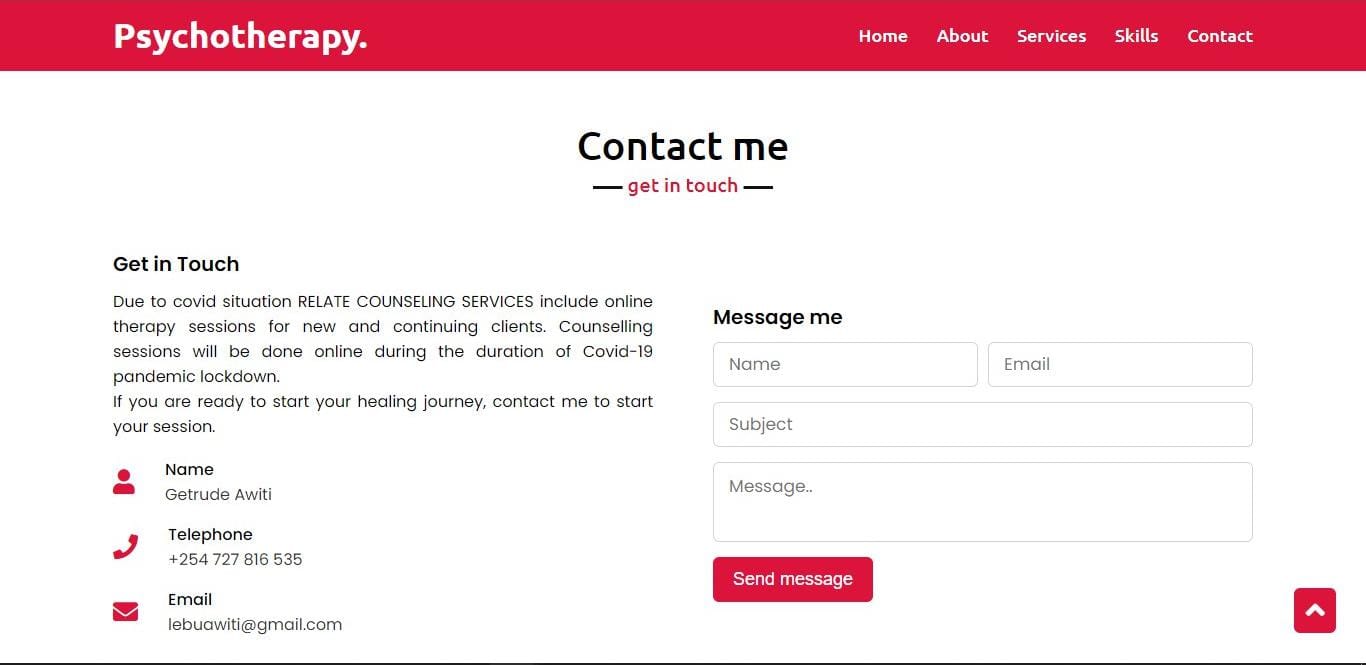 Psychotherapy.
Home About Services Skills Contact
Contact me
get in touch
Get in Touch
Due to covid situation RELATE COUNSELING SERVICES include online
therapy sessions for new and continuing clients. Counselling
sessions will be done online during the duration of Covid-19
pandemic lockdown.
If you are ready to start your healing journey, contact me to start
your session.
Name
Getrude Awiti
Telephone
+254 727 816 535
Email
lebuawiti@gmail.com
Message me
Name Email
Subject
Message..
Send message